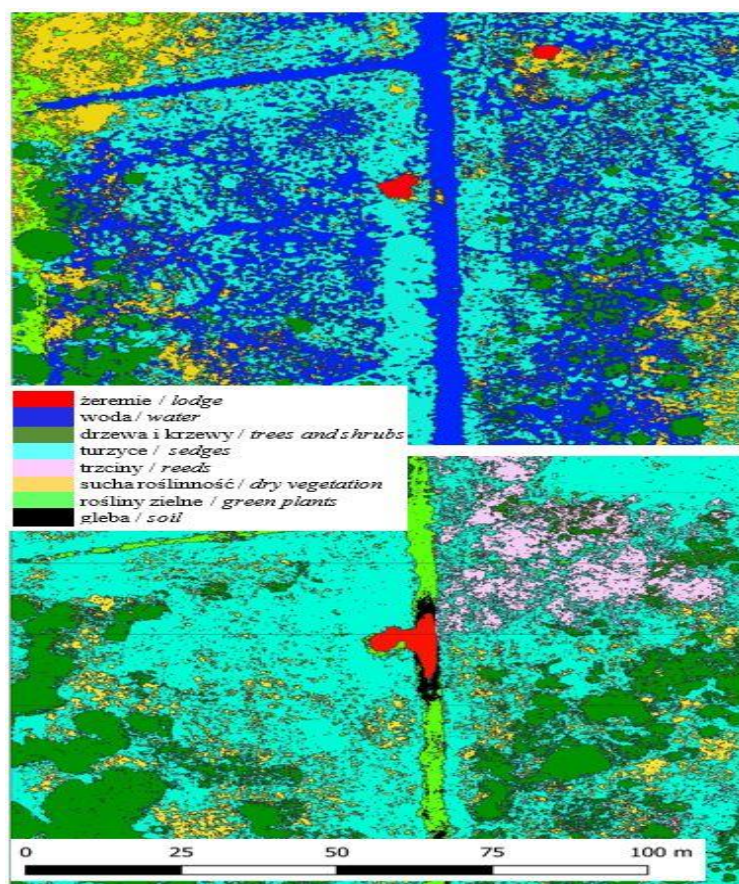 żeremie / lodge
woda / water
drzewa i krzewy / trees and shrubs
turzyce / sedges
trzciny / reeds
sucha roślinność / dry vegetation
rośliny zielne / green plants
gleba / soil
0 25 50 75 100 m